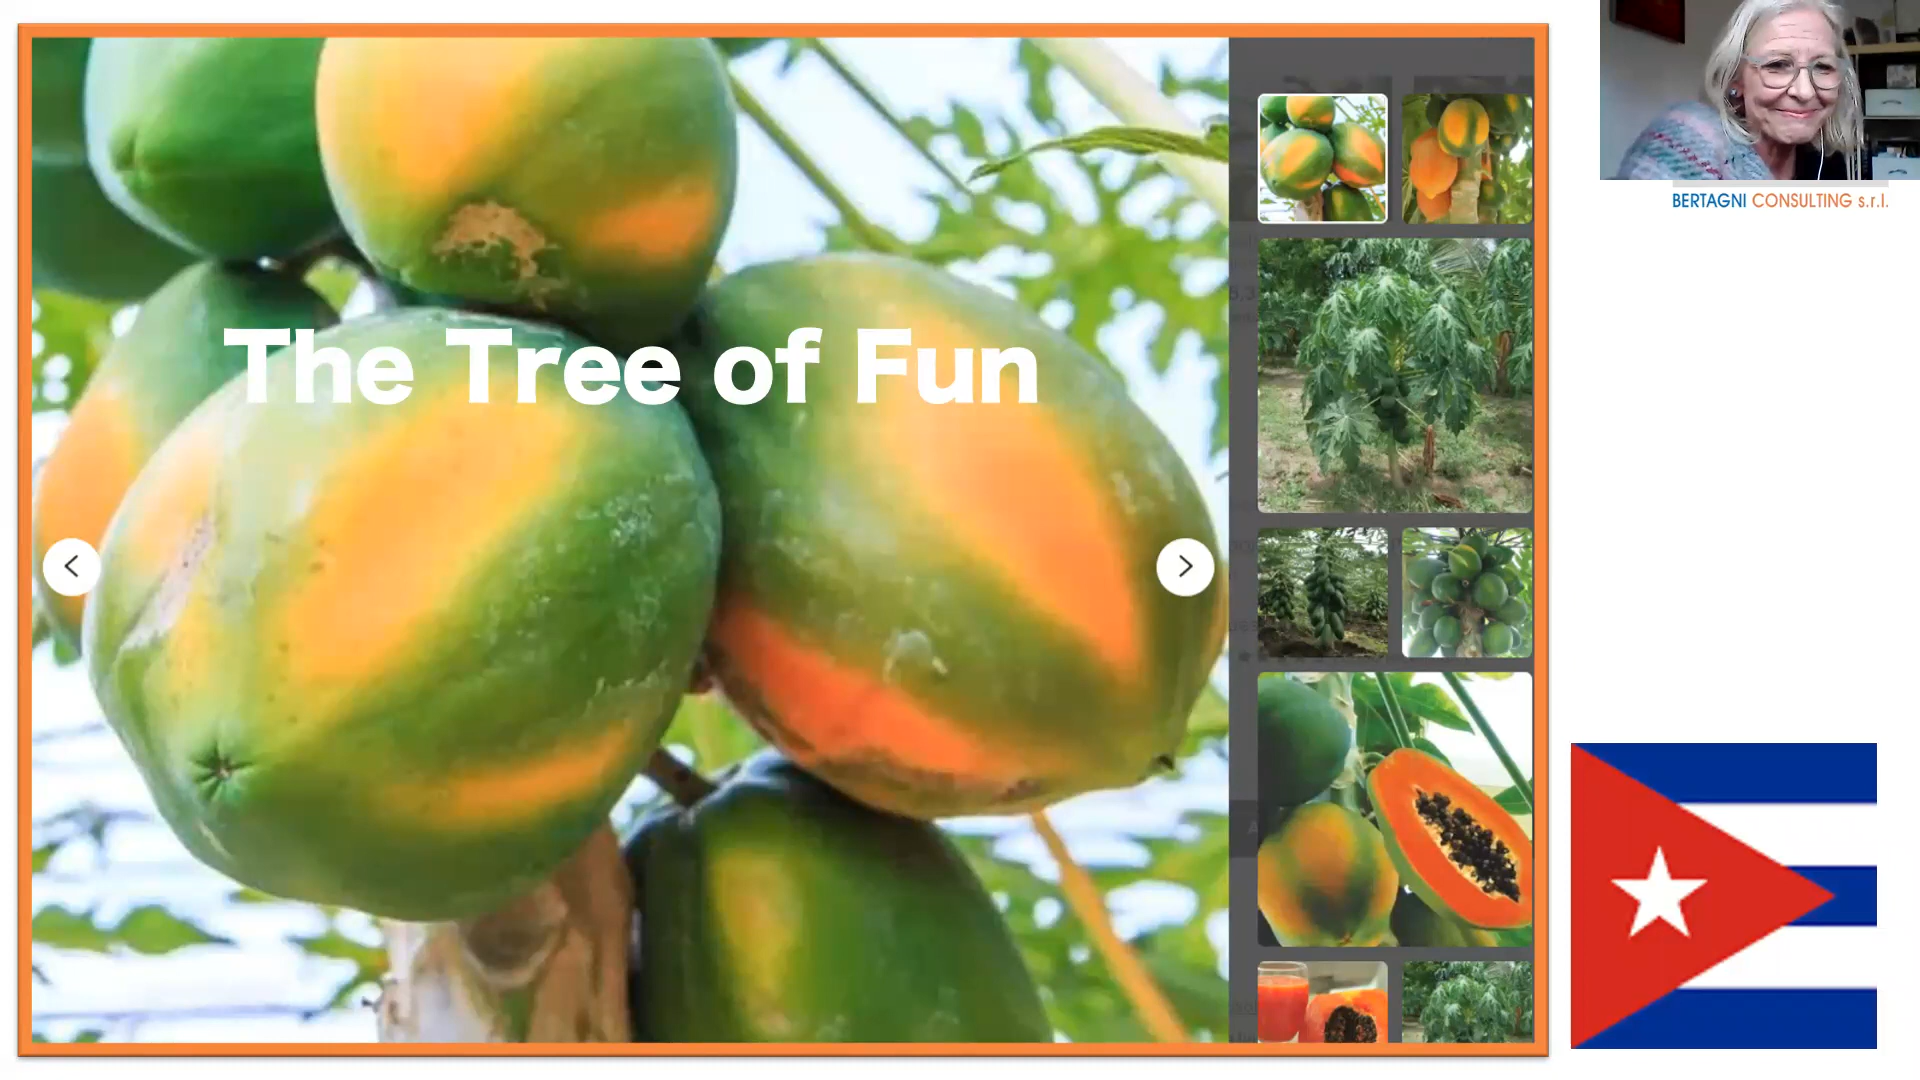 The Tree of Fun
BERTAGNI CONSULTING s.r.l.